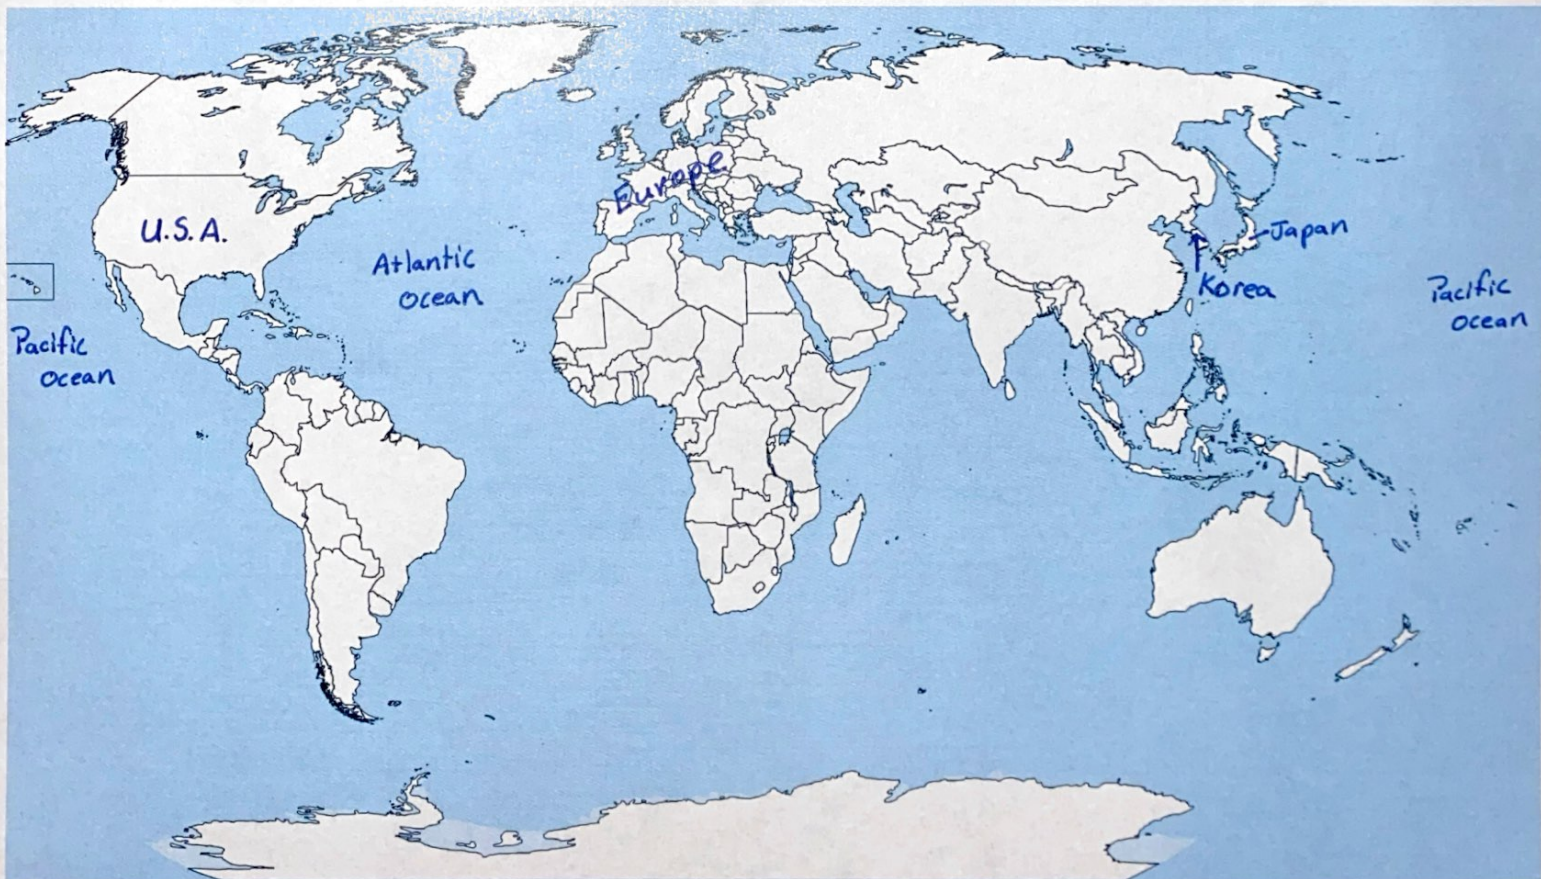 Europe
U.S.A.
Japan
Atlantic
Ocean
Korea
Pacific
Ocean
Pacific
Ocean